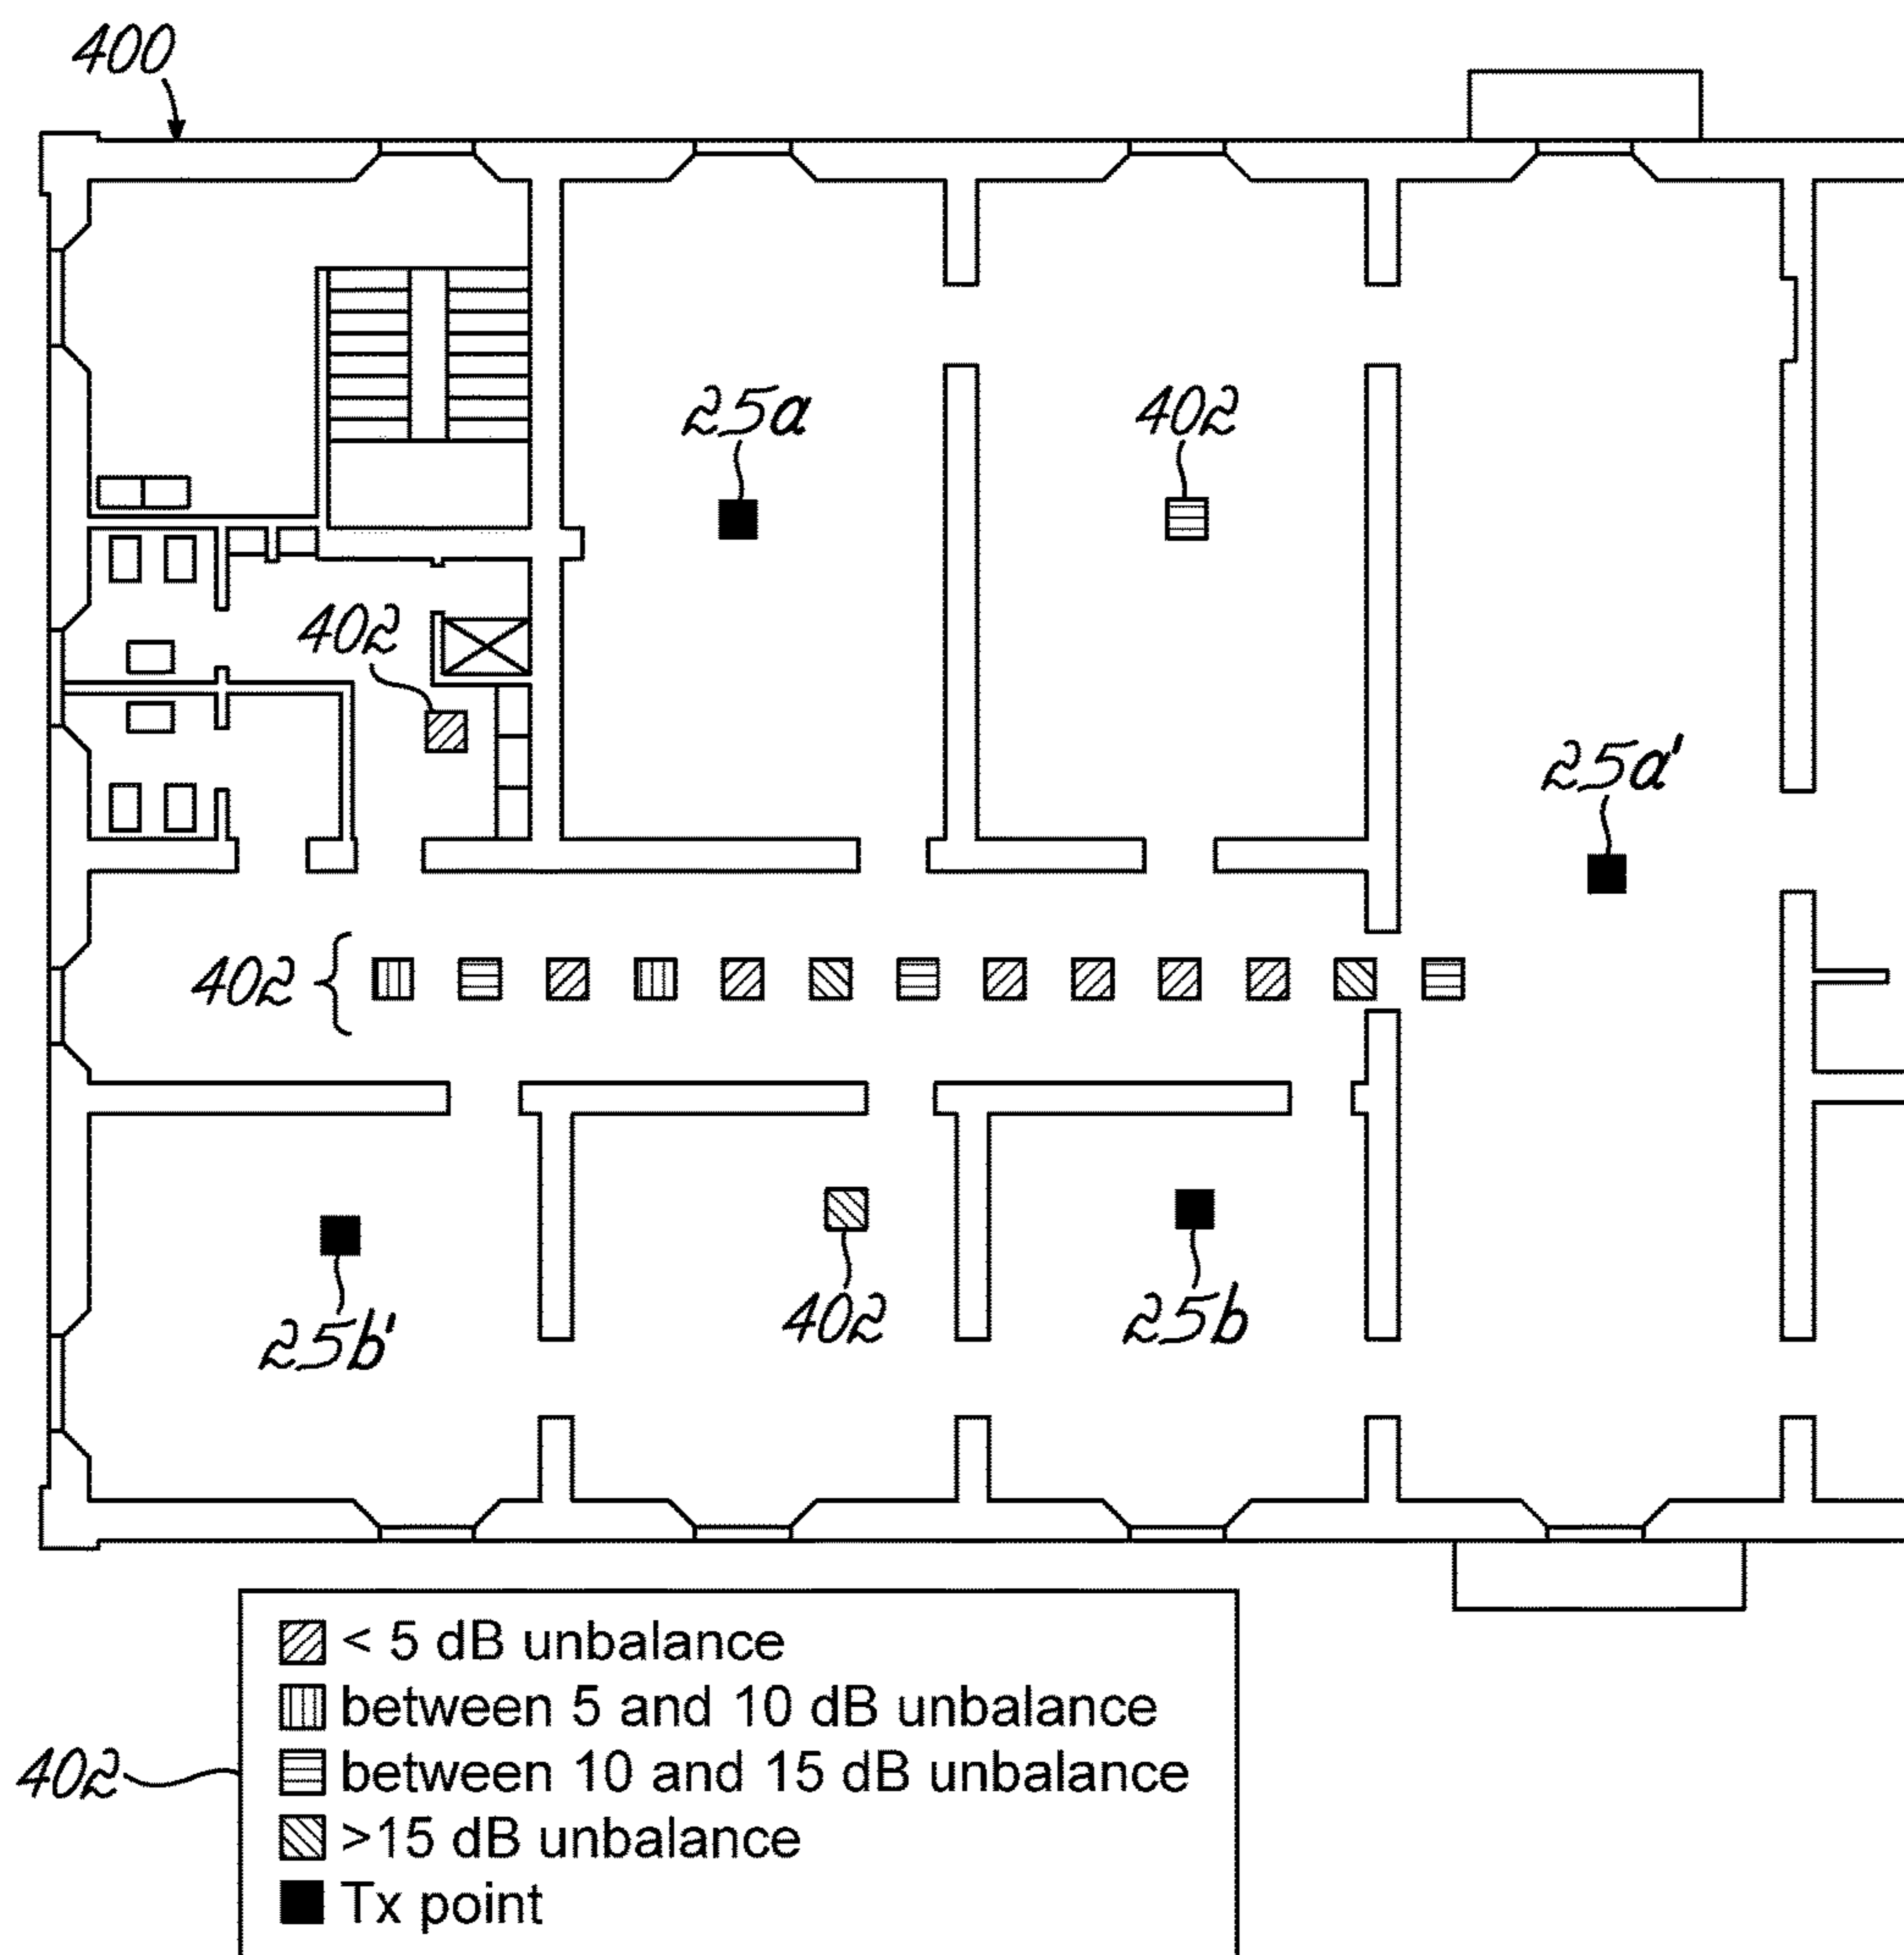 400
25a
402
402
25a'
402
25b'
402
25b
< 5 dB unbalance
between 5 and 10 dB unbalance
between 10 and 15 dB unbalance
>15 dB unbalance
Tx point
402